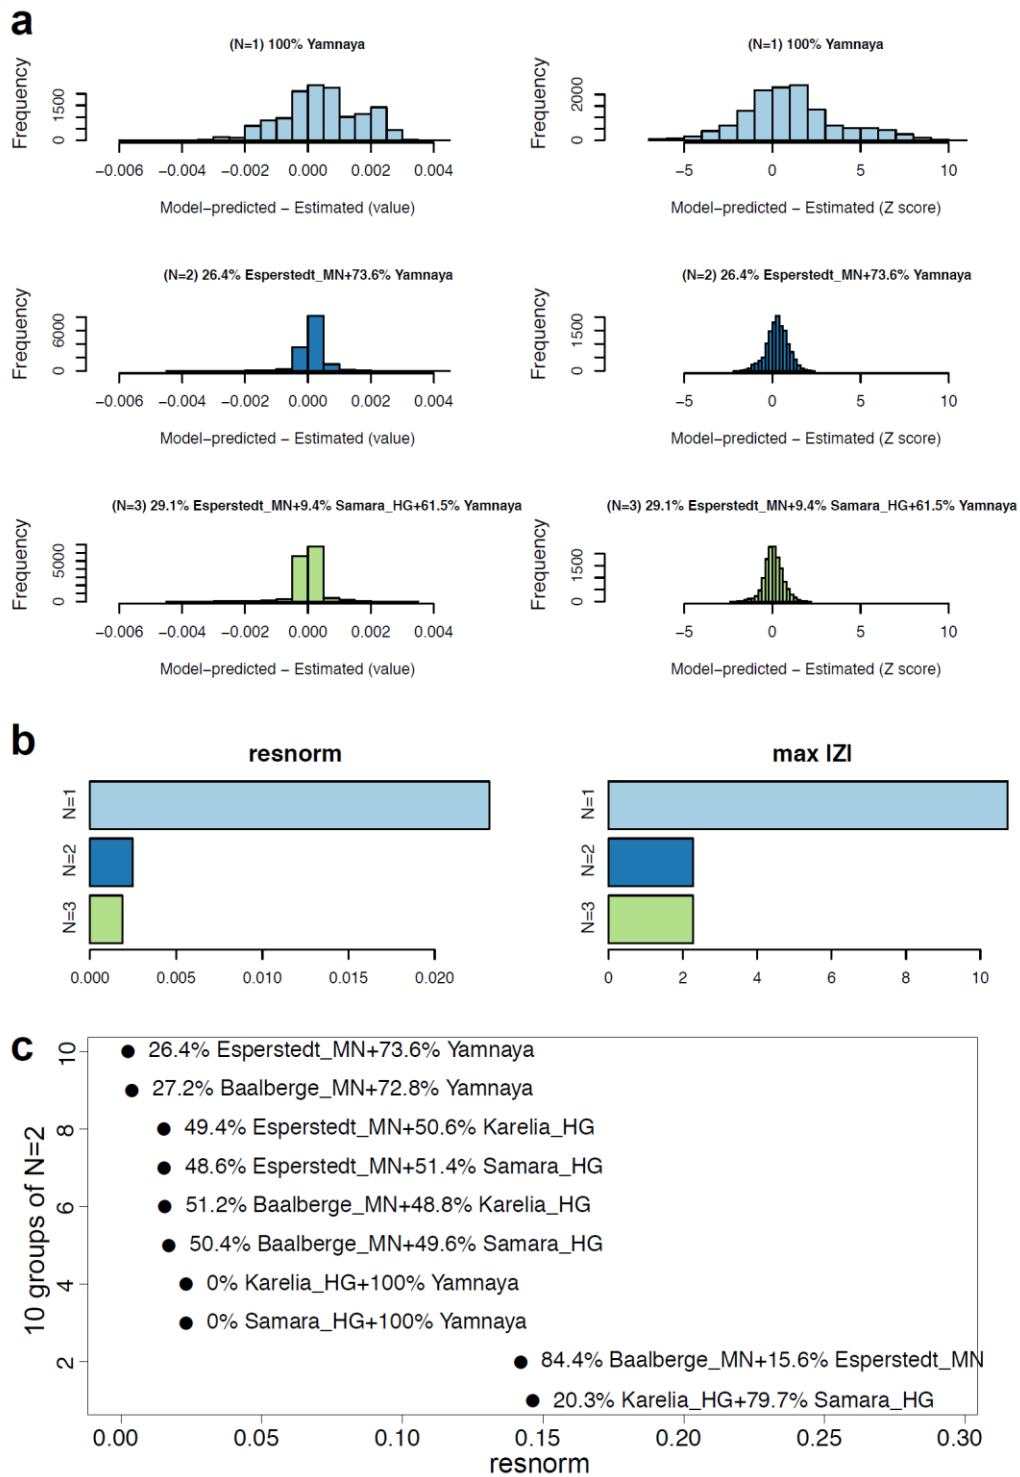 a
(N=1) 100% Yamnaya
Frequency
0 1500
−0.006 −0.004 −0.002 0.000 0.002 0.004
Model−predicted − Estimated (value)
(N=1) 100% Yamnaya
Frequency
0 2000
−5 0 5 10
Model−predicted − Estimated (Z score)
(N=2) 26.4% Esperstedt_MN+73.6% Yamnaya
Frequency
0 6000
−0.006 −0.004 −0.002 0.000 0.002 0.004
Model−predicted − Estimated (value)
(N=2) 26.4% Esperstedt_MN+73.6% Yamnaya
Frequency
0 1500
−5 0 5 10
Model−predicted − Estimated (Z score)
(N=3) 29.1% Esperstedt_MN+9.4% Samara_HG+61.5% Yamnaya
Frequency
0 5000
−0.006 −0.004 −0.002 0.000 0.002 0.004
Model−predicted − Estimated (value)
(N=3) 29.1% Esperstedt_MN+9.4% Samara_HG+61.5% Yamnaya
Frequency
0 1500
−5 0 5 10
Model−predicted − Estimated (Z score)
b
resnorm
N=1
N=2
N=3
0.000 0.005 0.010 0.015 0.020
max |Z|
N=1
N=2
N=3
0 2 4 6 8 10
c
10 groups of N=2
10
8
6
4
2
26.4% Esperstedt_MN+73.6% Yamnaya
27.2% Baalberge_MN+72.8% Yamnaya
49.4% Esperstedt_MN+50.6% Karelia_HG
48.6% Esperstedt_MN+51.4% Samara_HG
51.2% Baalberge_MN+48.8% Karelia_HG
50.4% Baalberge_MN+49.6% Samara_HG
0% Karelia_HG+100% Yamnaya
0% Samara_HG+100% Yamnaya
84.4% Baalberge_MN+15.6% Esperstedt_MN
20.3% Karelia_HG+79.7% Samara_HG
0.00 0.05 0.10 0.15 0.20 0.25 0.30
resnorm